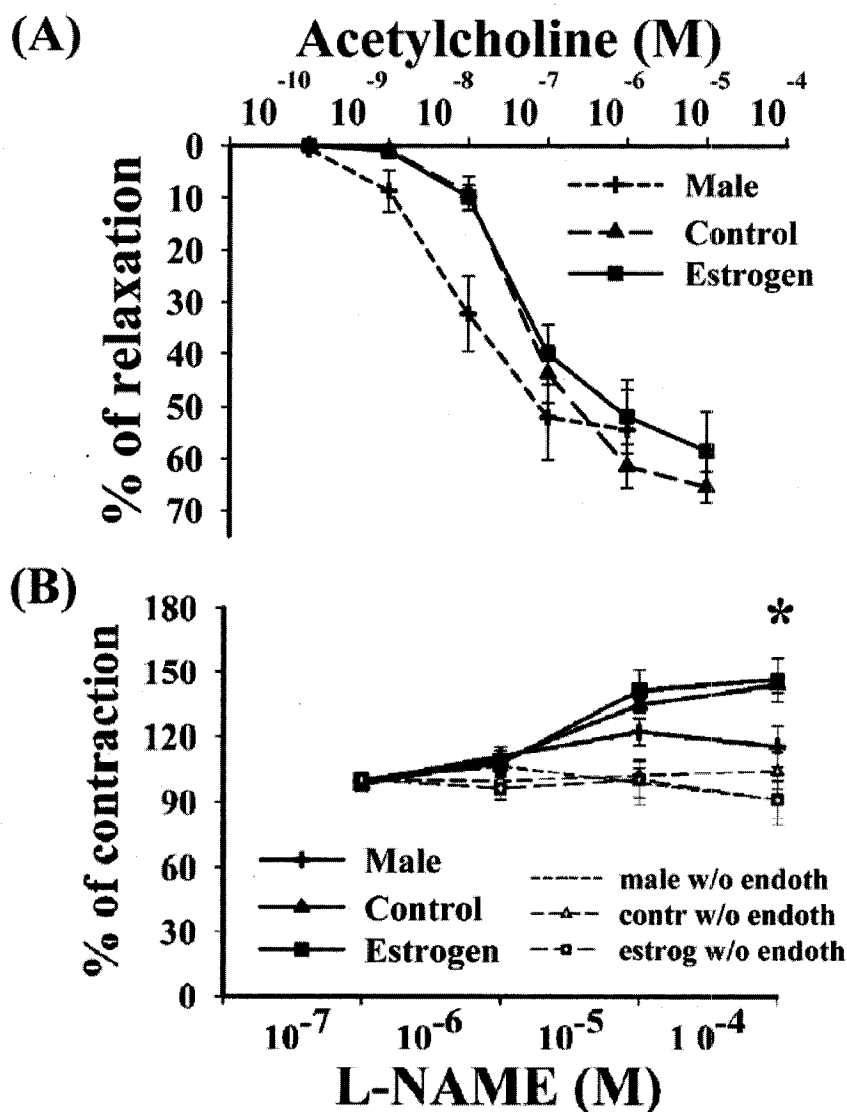 (A) Acetylcholine (M)
10⁻¹⁰ 10⁻⁹ 10⁻⁸ 10⁻⁷ 10⁻⁶ 10⁻⁵ 10⁻⁴
% of relaxation
0
10
20
30
40
50
60
70
Male
Control
Estrogen
(B)
% of contraction
180
150
120
90
60
30
0
*
Male
Control
Estrogen
male w/o endoth
contr w/o endoth
estrog w/o endoth
10⁻⁷ 10⁻⁶ 10⁻⁵ 10⁻⁴
L-NAME (M)